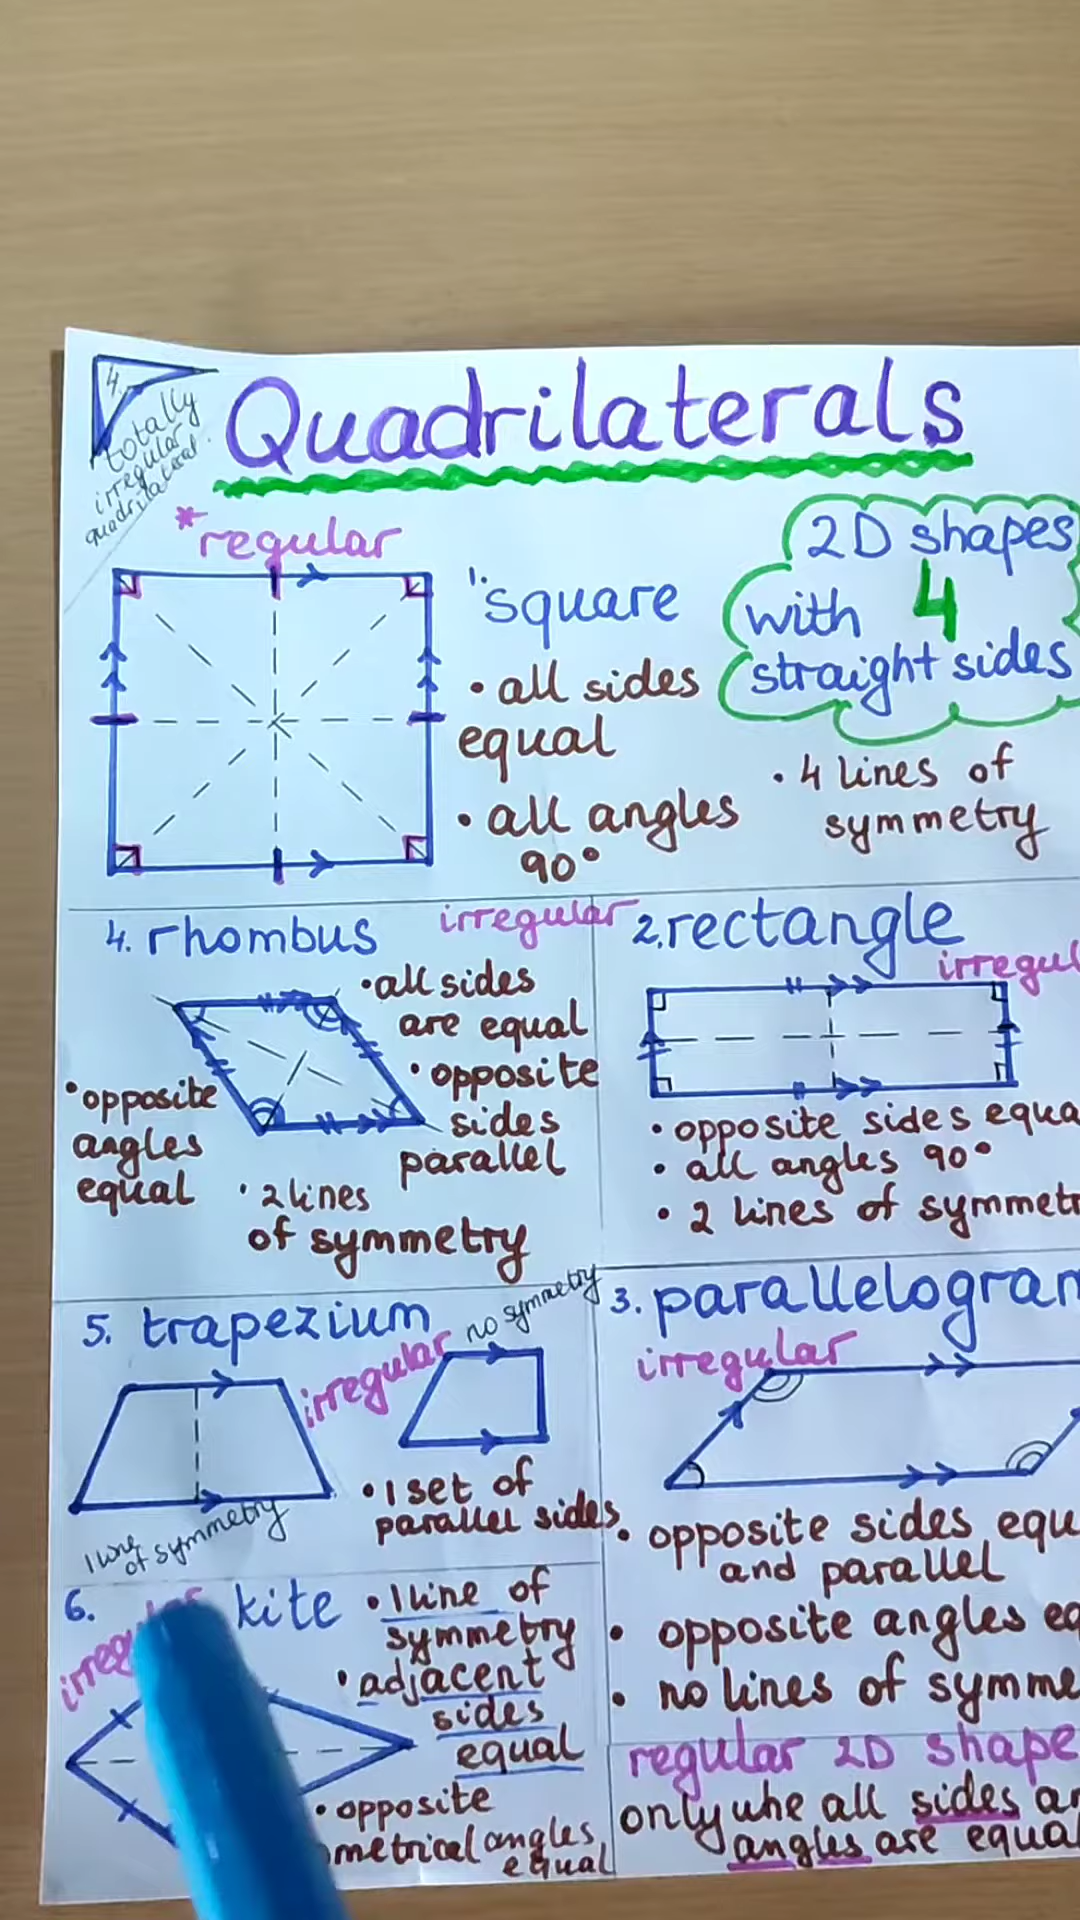 4.
totally
irregular
quadrilateral.
Quadrilaterals
*regular
1. square
• all sides
equal
• all angles
90°
2D shapes
with 4
straight sides
• 4 lines of
symmetry
4. rhombus
irregular
• all sides
are equal
• opposite
sides
parallel
• opposite
angles
equal
• 2 lines
of symmetry
2. rectangle
irregul
• opposite sides equa
• all angles 90°
• 2 lines of symmet
5. trapezium
irregular
no symmetry
• 1 set of
parallel sides
1 line
of symmetry
3. parallelogra
irregular
• opposite sides equ
and parallel
• opposite angles eq
• no lines of symme
6. kite
irreg
• 1 line of
symmetry
• adjacent
sides
equal
• opposite
metrical angles
equal
regular 2D shape
only whe all sides a
angles are equal